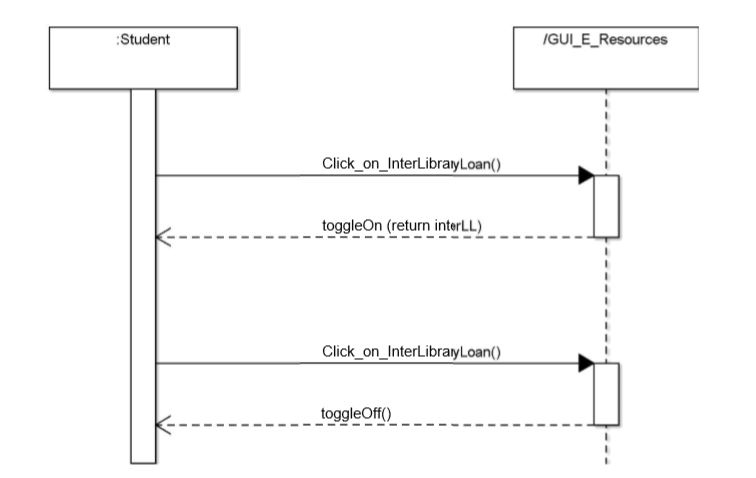 :Student
/GUI_E_Resources
Click_on_InterLibraryLoan()
toggleOn (return interLL)
Click_on_InterLibraryLoan()
toggleOff()